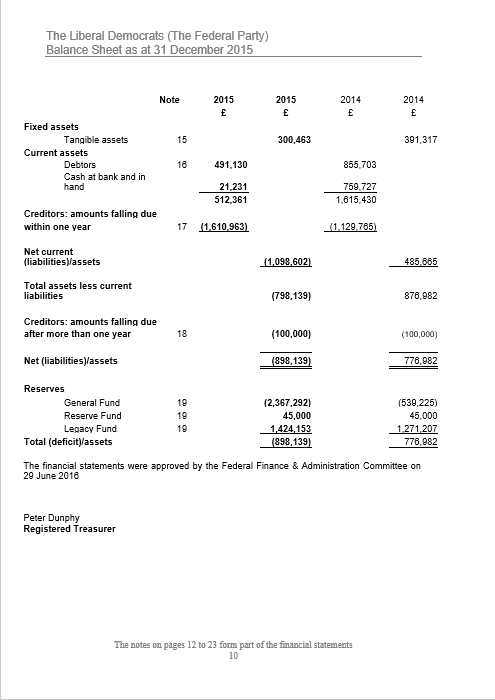 The Liberal Democrats (The Federal Party)
Balance Sheet as at 31 December 2015
Note 2015 2015 2014 2014
£ £ £ £
Fixed assets
Tangible assets 15 300,463 391,317
Current assets
Debtors 16 491,130 855,703
Cash at bank and in
hand 21,231 759,727
512,361 1,615,430
Creditors: amounts falling due
within one year 17 (1,610,963) (1,129,765)
Net current
(liabilities)/assets (1,098,602) 485,665
Total assets less current
liabilities (798,139) 876,982
Creditors: amounts falling due
after more than one year 18 (100,000) (100,000)
Net (liabilities)/assets (898,139) 776,982
Reserves
General Fund 19 (2,367,292) (539,225)
Reserve Fund 19 45,000 45,000
Legacy Fund 19 1,424,153 1,271,207
Total (deficit)/assets (898,139) 776,982
The financial statements were approved by the Federal Finance & Administration Committee on
29 June 2016
Peter Dunphy
Registered Treasurer
The notes on pages 12 to 23 form part of the financial statements
10